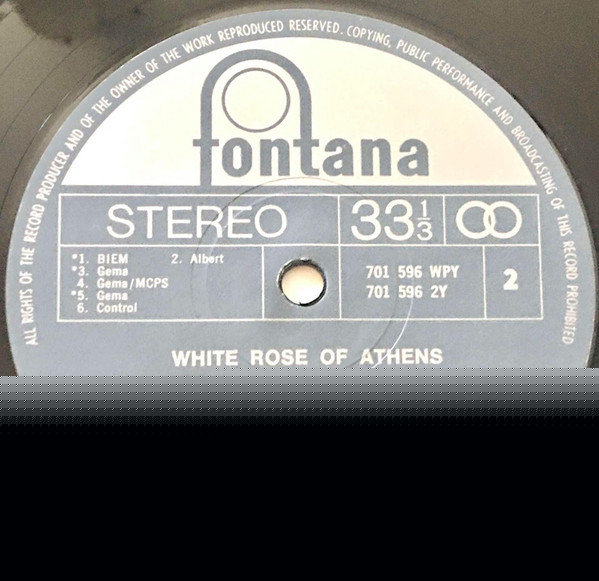 ALL RIGHTS OF THE RECORD PRODUCER AND OF THE OWNER OF THE WORK REPRODUCED RESERVED. COPYING, PUBLIC PERFORMANCE AND BROADCASTING OF THIS RECORD PROHIBITED
fontana
STEREO 33 1/3
*1. BIEM 2. Albert
*3. Gema
4. Gema/MCPS
*5. Gema
6. Control
701 596 WPY
701 596 2Y
2
WHITE ROSE OF ATHENS